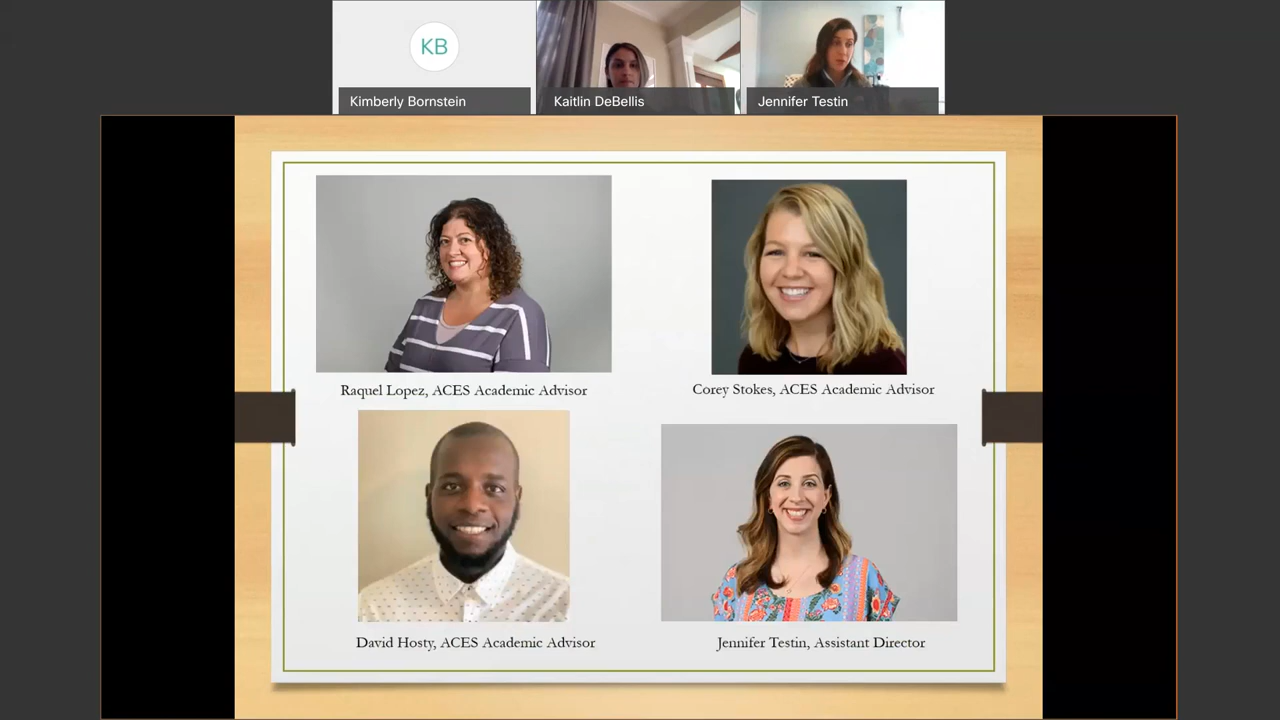 KB
Kimberly Bornstein
Kaitlin DeBellis
Jennifer Testin
Raquel Lopez, ACES Academic Advisor
Corey Stokes, ACES Academic Advisor
David Hosty, ACES Academic Advisor
Jennifer Testin, Assistant Director